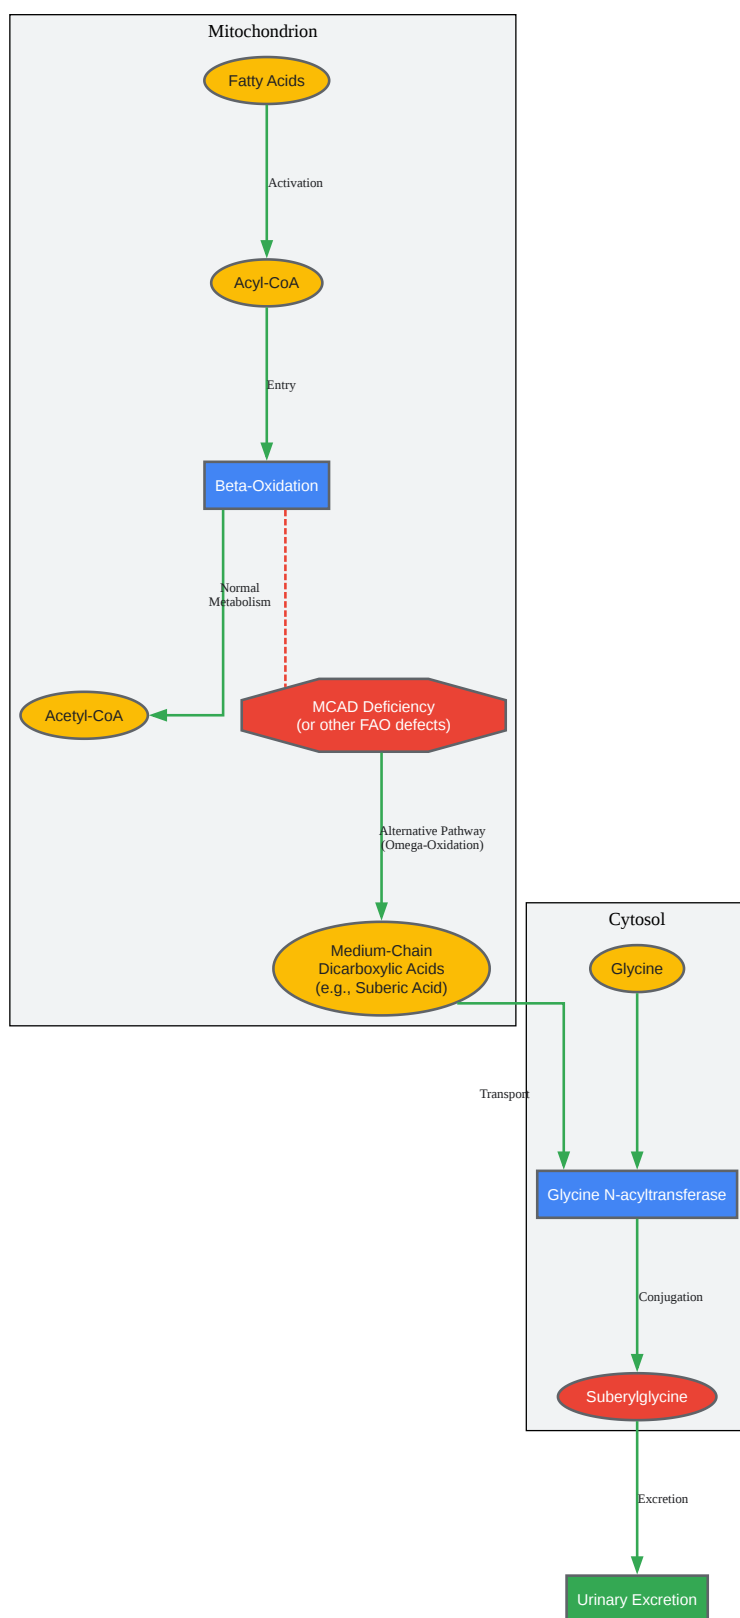 Mitochondrion
Fatty Acids
Activation
Acyl-CoA
Entry
Beta-Oxidation
Normal
Metabolism
Acetyl-CoA
MCAD Deficiency
(or other FAO defects)
Alternative Pathway
(Omega-Oxidation)
Medium-Chain
Dicarboxylic Acids
(e.g., Suberic Acid)
Cytosol
Glycine
Transport
Glycine N-acyltransferase
Conjugation
Suberylglycine
Excretion
Urinary Excretion